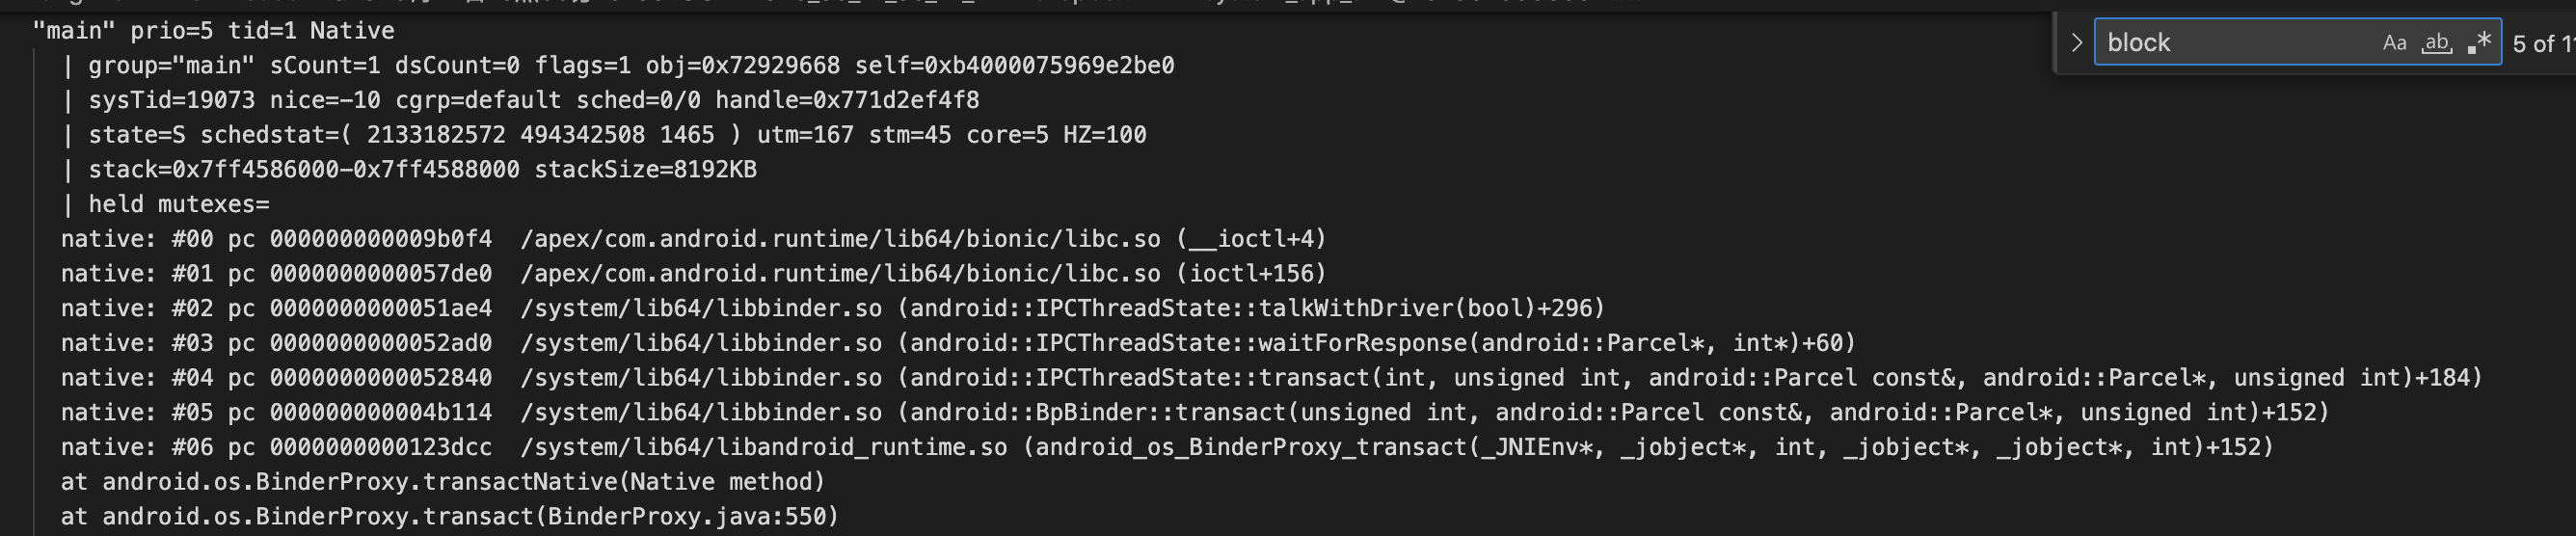 "main" prio=5 tid=1 Native
| group="main" sCount=1 dsCount=0 flags=1 obj=0x72929668 self=0xb4000075969e2be0
| sysTid=19073 nice=-10 cgrp=default sched=0/0 handle=0x771d2ef4f8
| state=S schedstat=( 2133182572 494342508 1465 ) utm=167 stm=45 core=5 HZ=100
| stack=0x7ff4586000-0x7ff4588000 stackSize=8192KB
| held mutexes=
native: #00 pc 000000000009b0f4 /apex/com.android.runtime/lib64/bionic/libc.so (__ioctl+4)
native: #01 pc 0000000000057de0 /apex/com.android.runtime/lib64/bionic/libc.so (ioctl+156)
native: #02 pc 0000000000051ae4 /system/lib64/libbinder.so (android::IPCThreadState::talkWithDriver(bool)+296)
native: #03 pc 0000000000052ad0 /system/lib64/libbinder.so (android::IPCThreadState::waitForResponse(android::Parcel*, int*)+60)
native: #04 pc 0000000000052840 /system/lib64/libbinder.so (android::IPCThreadState::transact(int, unsigned int, android::Parcel const&, android::Parcel*, unsigned int)+184)
native: #05 pc 000000000004b114 /system/lib64/libbinder.so (android::BpBinder::transact(unsigned int, android::Parcel const&, android::Parcel*, unsigned int)+152)
native: #06 pc 0000000000123dcc /system/lib64/libandroid_runtime.so (android_os_BinderProxy_transact(_JNIEnv*, _jobject*, int, _jobject*, _jobject*, int)+152)
at android.os.BinderProxy.transactNative(Native method)
at android.os.BinderProxy.transact(BinderProxy.java:550)
block Aa ab .* 5 of